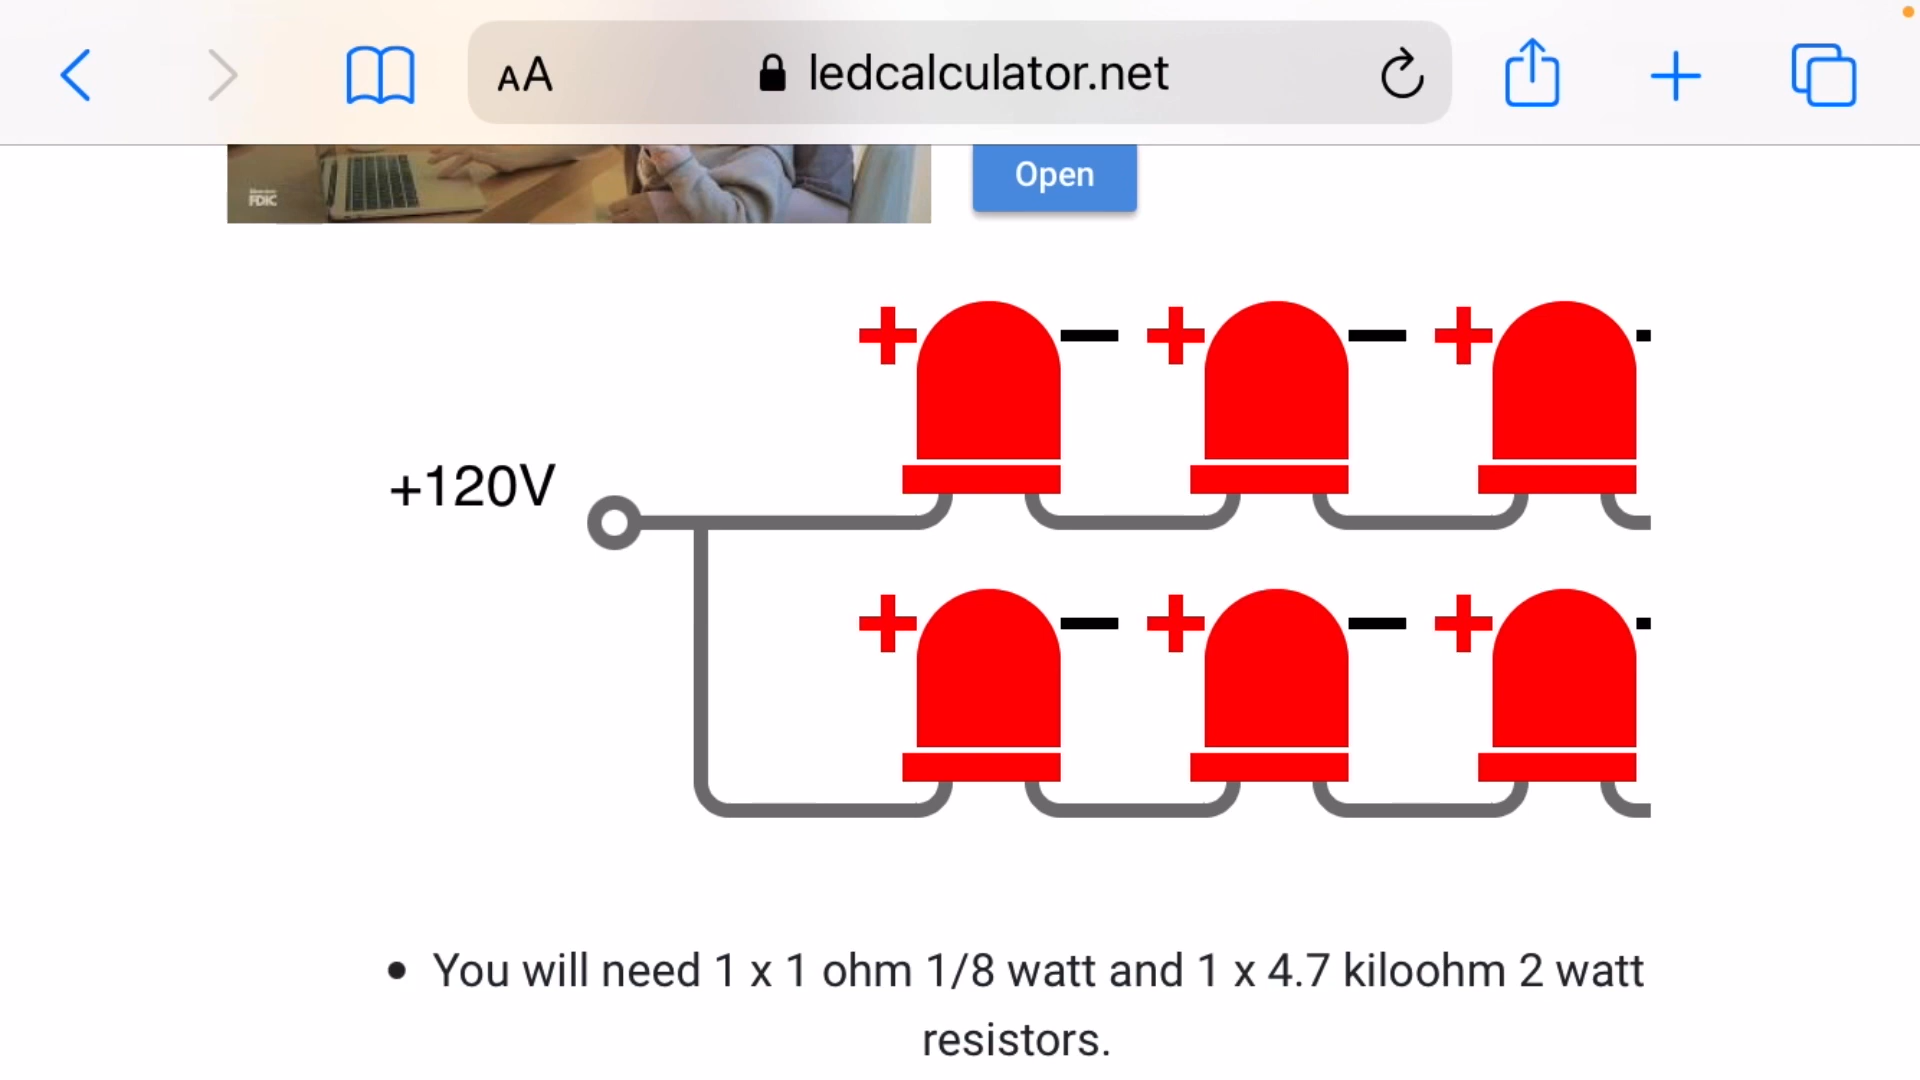 AA ledcalculator.net
FDIC
Open
+ − + − + -
+120V
+ − + − + -
• You will need 1 x 1 ohm 1/8 watt and 1 x 4.7 kiloohm 2 watt
resistors.